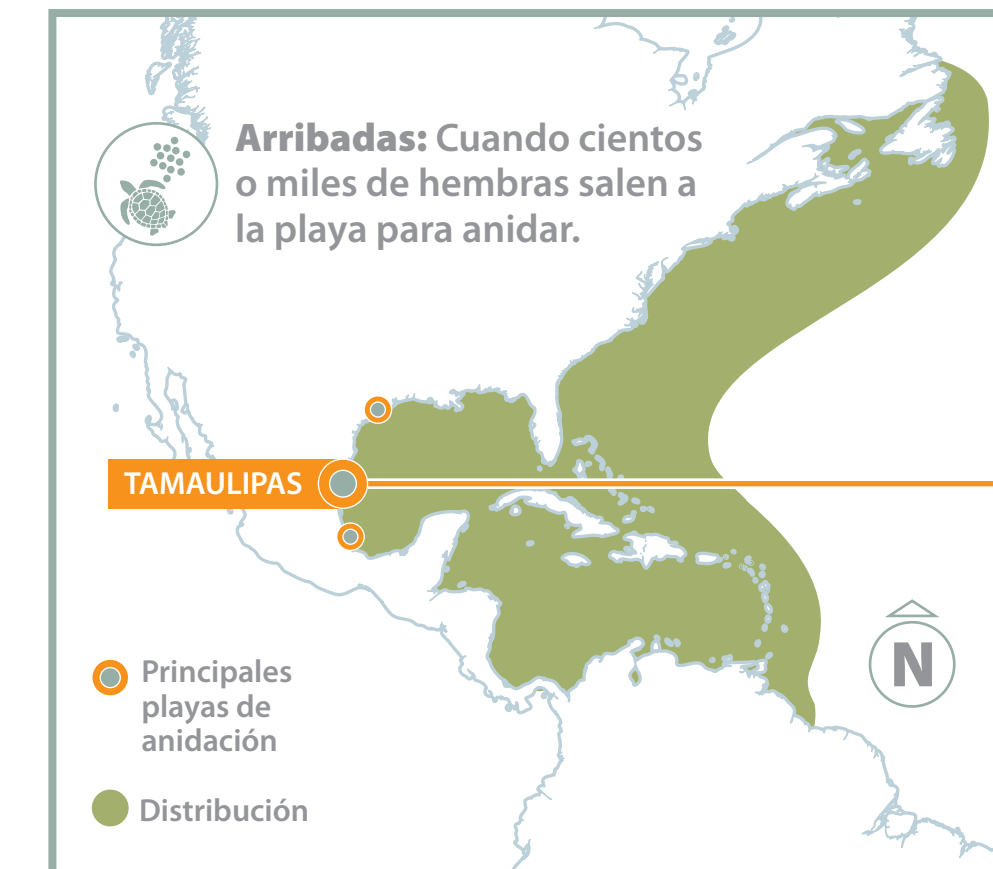 Arribadas: Cuando cientos
o miles de hembras salen a
la playa para anidar.
TAMAULIPAS
N
Principales
playas de
anidación
Distribución